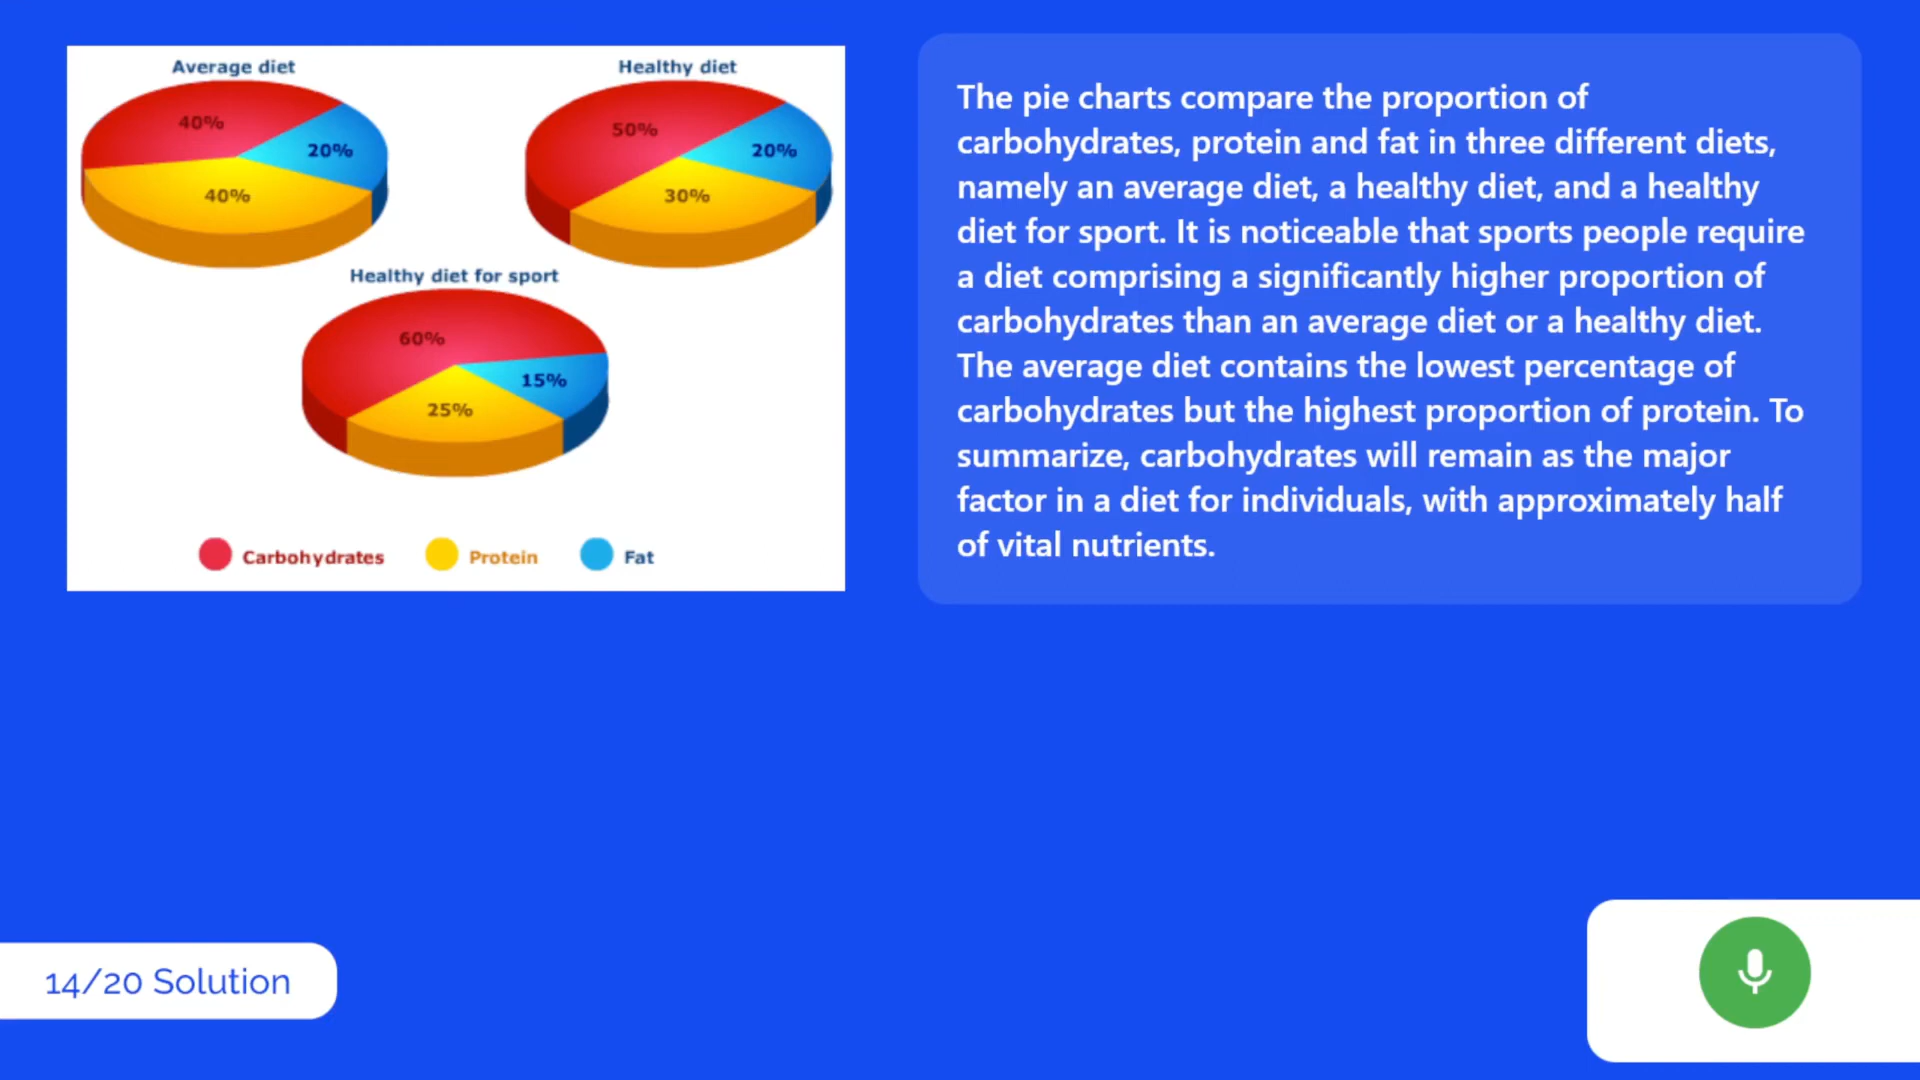 Average diet
40%
20%
40%
Healthy diet
50%
20%
30%
Healthy diet for sport
60%
15%
25%
Carbohydrates
Protein
Fat
The pie charts compare the proportion of
carbohydrates, protein and fat in three different diets,
namely an average diet, a healthy diet, and a healthy
diet for sport. It is noticeable that sports people require
a diet comprising a significantly higher proportion of
carbohydrates than an average diet or a healthy diet.
The average diet contains the lowest percentage of
carbohydrates but the highest proportion of protein. To
summarize, carbohydrates will remain as the major
factor in a diet for individuals, with approximately half
of vital nutrients.
14/20 Solution